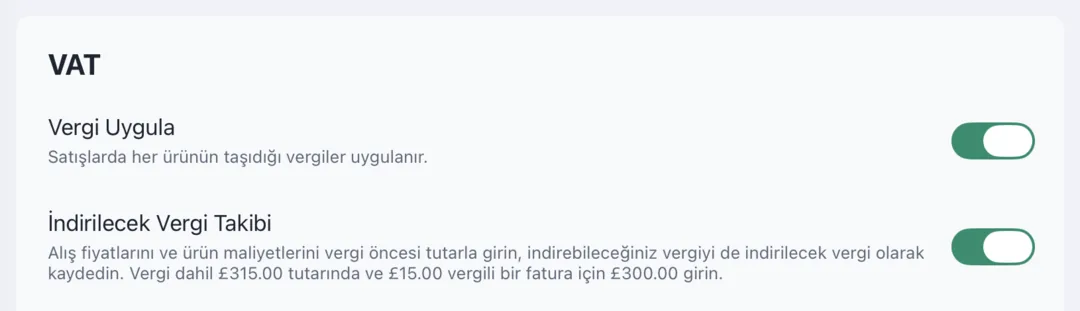 VAT
Vergi Uygula
Satışlarda her ürünün taşıdığı vergiler uygulanır.
İndirilecek Vergi Takibi
Alış fiyatlarını ve ürün maliyetlerini vergi öncesi tutarla girin, indirebileceğiniz vergiyi de indirilecek vergi olarak
kaydedin. Vergi dahil £315.00 tutarında ve £15.00 vergili bir fatura için £300.00 girin.